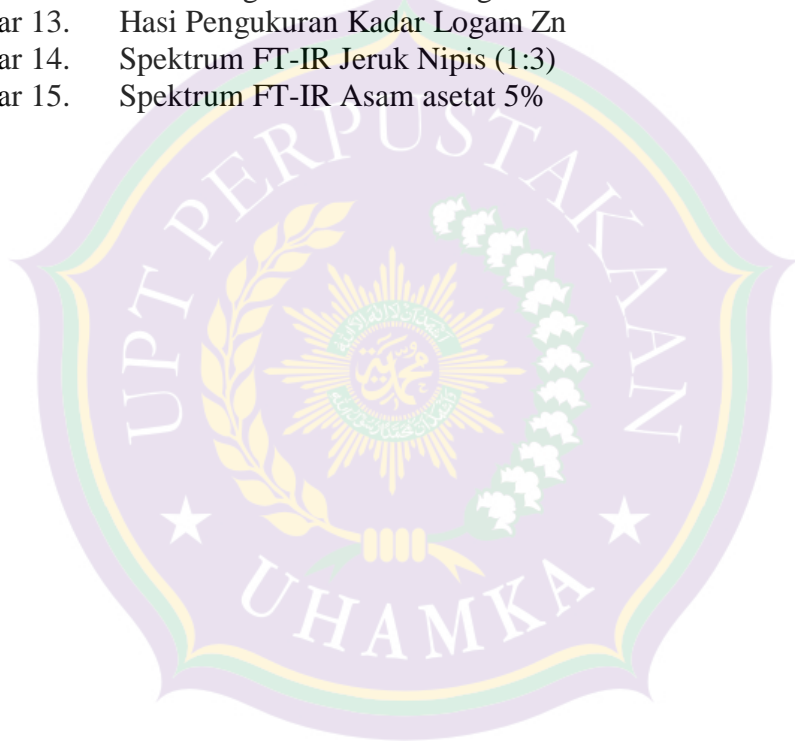 ar 13. Hasi Pengukuran Kadar Logam Zn
ar 14. Spektrum FT-IR Jeruk Nipis (1:3)
ar 15. Spektrum FT-IR Asam asetat 5%
UPT PERPUSTAKAAN
UHAMKA